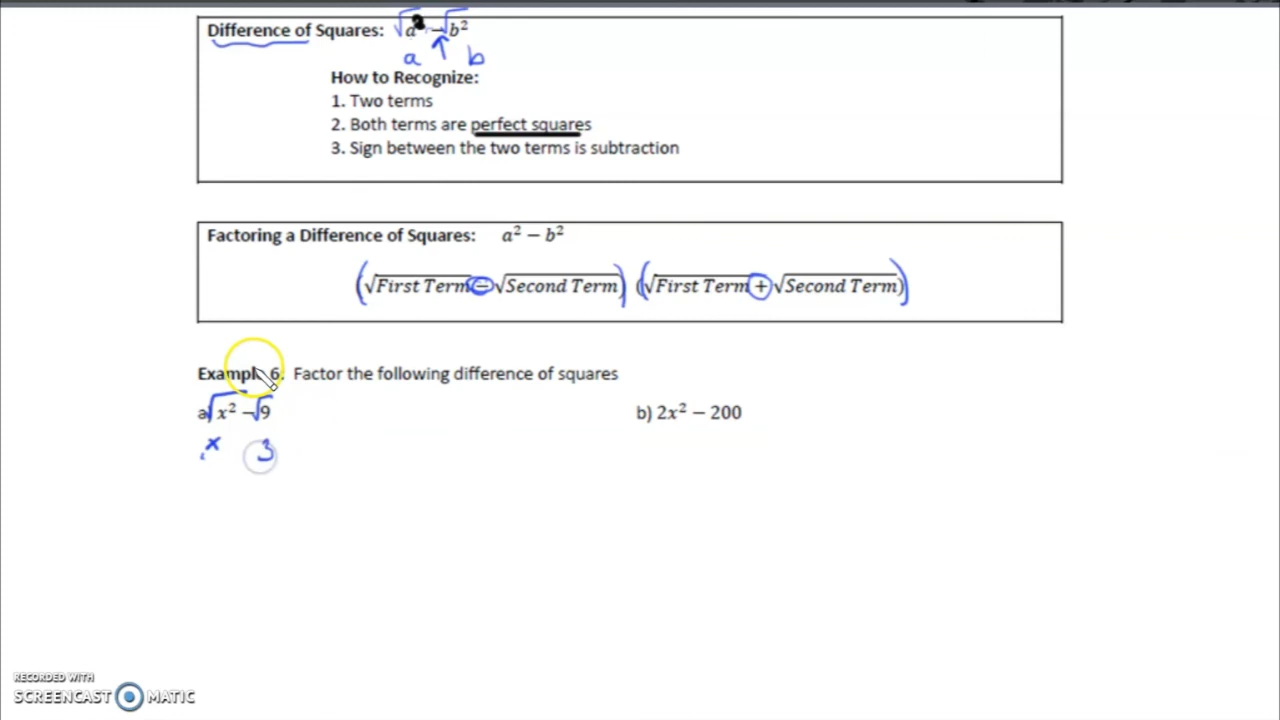 Difference of Squares: √a² − √b²
a b
How to Recognize:
1. Two terms
2. Both terms are perfect squares
3. Sign between the two terms is subtraction
Factoring a Difference of Squares: a² − b²
(√First Term − √Second Term) (√First Term + √Second Term)
Example 6. Factor the following difference of squares
a) √x² − √9 b) 2x² − 200
x 3
RECORDED WITH
SCREENCAST MATIC